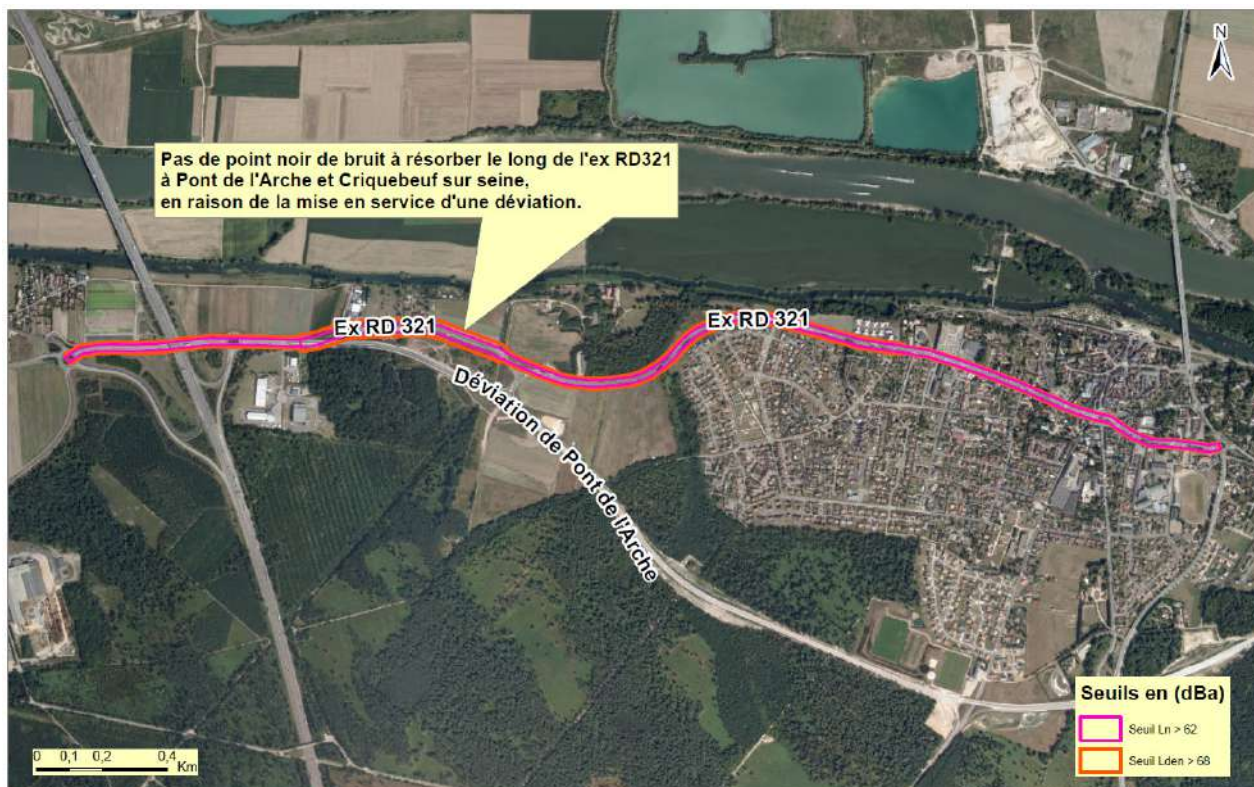 N
Pas de point noir de bruit à résorber le long de l'ex RD321
à Pont de l'Arche et Criquebeuf sur seine,
en raison de la mise en service d'une déviation.
Ex RD 321
Ex RD 321
Déviation de Pont de l'Arche
Seuils en (dBa)
Seuil Ln > 62
Seuil Lden > 68
0 0,1 0,2 0,4
Km